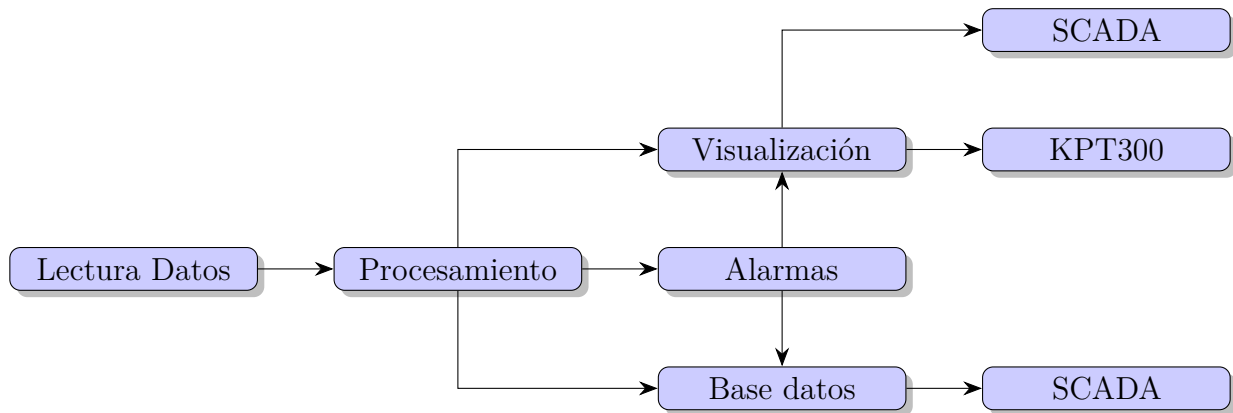 SCADA
Visualización
KPT300
Lectura Datos
Procesamiento
Alarmas
Base datos
SCADA